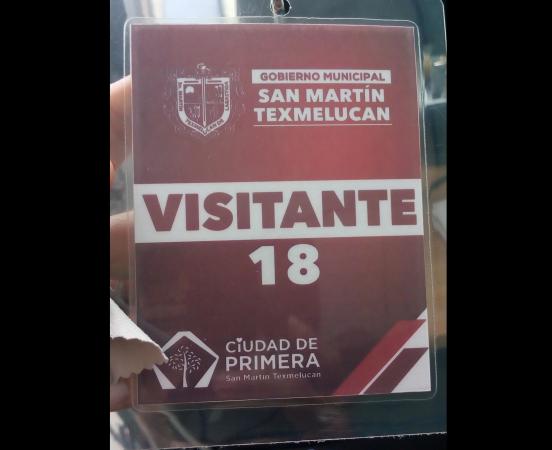 GOBIERNO MUNICIPAL
SAN MARTÍN
TEXMELUCAN
VISITANTE
18
CIUDAD DE
PRIMERA
San Martín Texmelucan